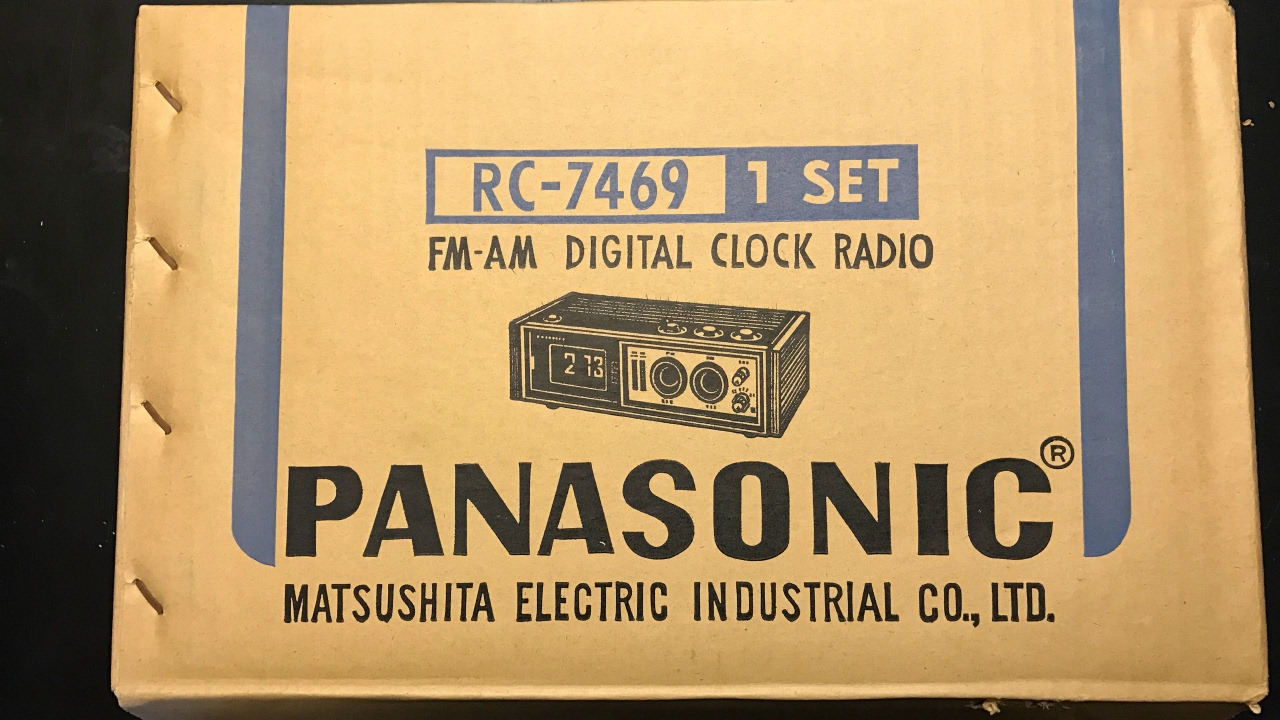 RC-7469 1 SET
FM-AM DIGITAL CLOCK RADIO
2 13
PANASONIC®
MATSUSHITA ELECTRIC INDUSTRIAL CO., LTD.